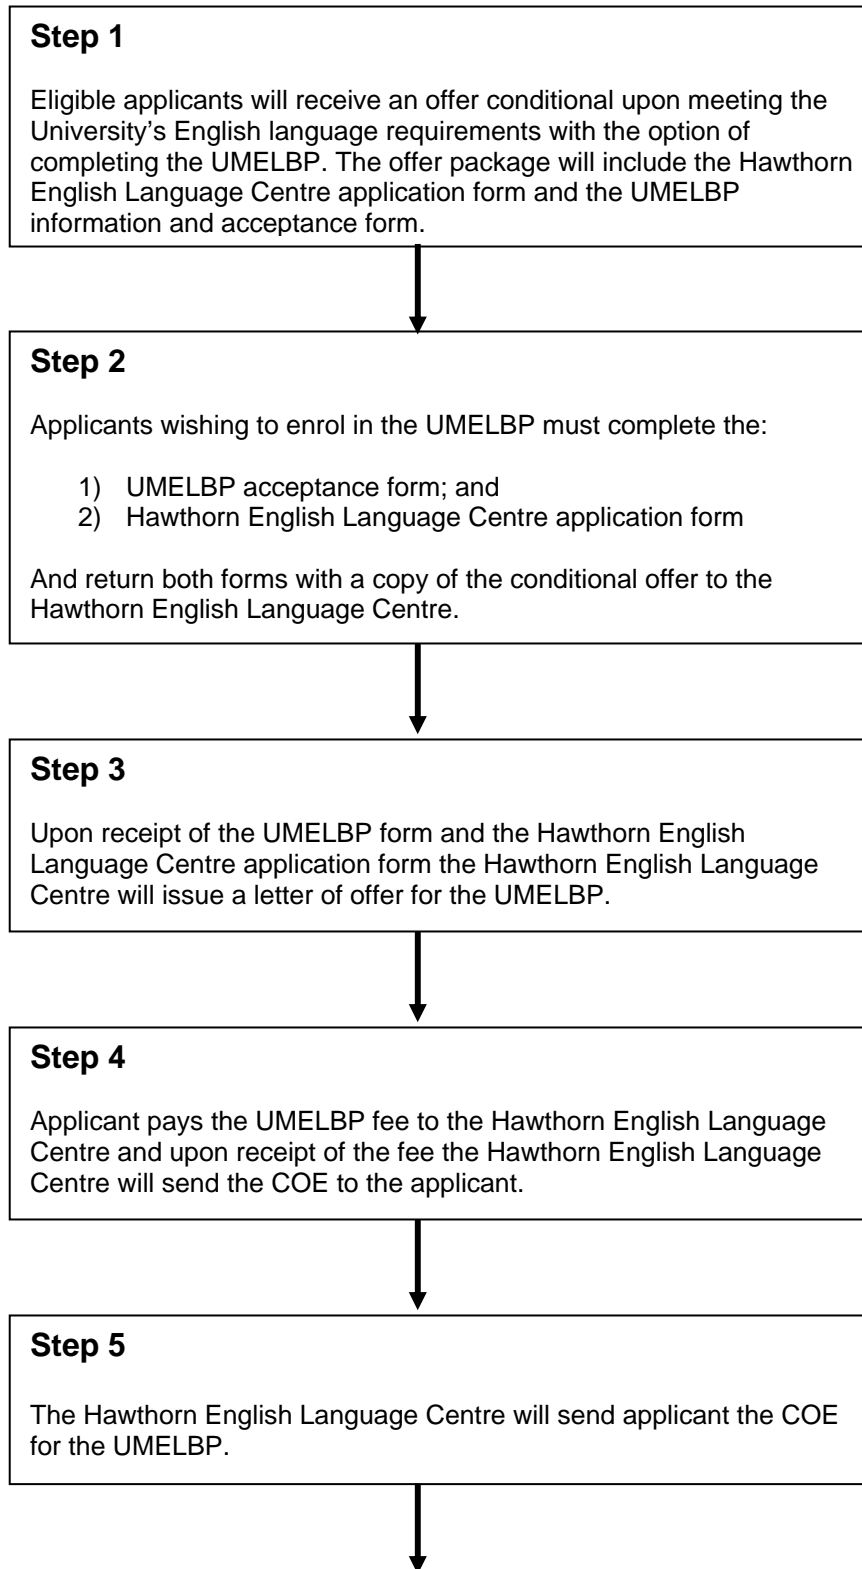 Step 1
Eligible applicants will receive an offer conditional upon meeting the
University’s English language requirements with the option of
completing the UMELBP. The offer package will include the Hawthorn
English Language Centre application form and the UMELBP
information and acceptance form.
Step 2
Applicants wishing to enrol in the UMELBP must complete the:
1) UMELBP acceptance form; and
2) Hawthorn English Language Centre application form
And return both forms with a copy of the conditional offer to the
Hawthorn English Language Centre.
Step 3
Upon receipt of the UMELBP form and the Hawthorn English
Language Centre application form the Hawthorn English Language
Centre will issue a letter of offer for the UMELBP.
Step 4
Applicant pays the UMELBP fee to the Hawthorn English Language
Centre and upon receipt of the fee the Hawthorn English Language
Centre will send the COE to the applicant.
Step 5
The Hawthorn English Language Centre will send applicant the COE
for the UMELBP.